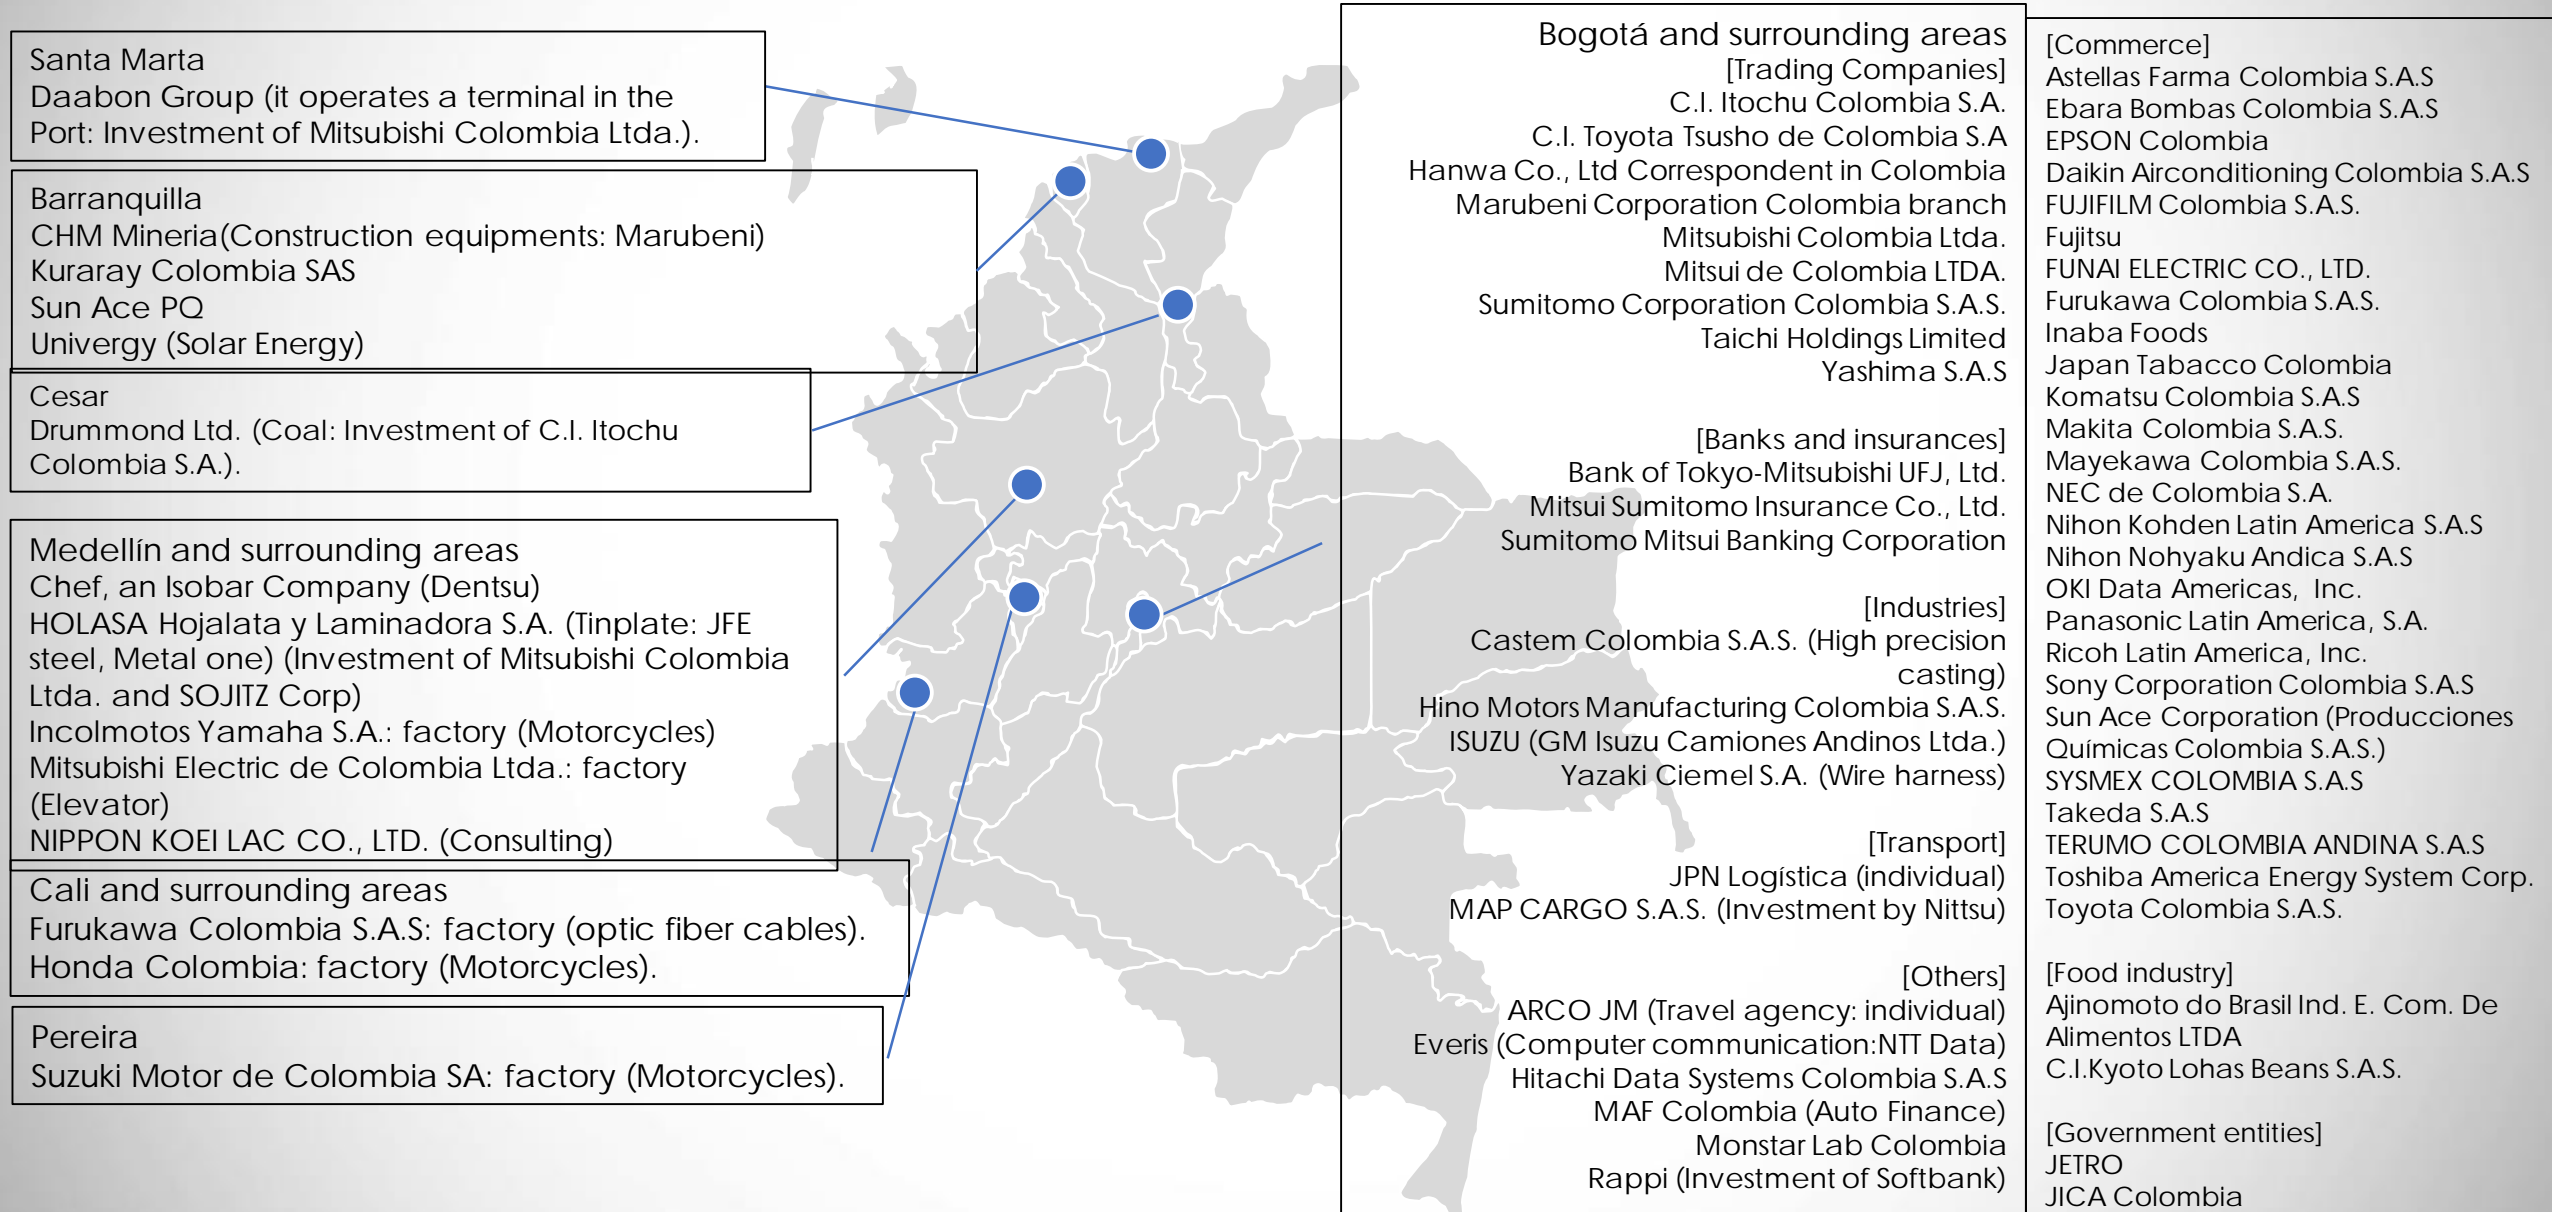 Santa Marta
Daabon Group (it operates a terminal in the
Port: Investment of Mitsubishi Colombia Ltda.).
Barranquilla
CHM Mineria(Construction equipments: Marubeni)
Kuraray Colombia SAS
Sun Ace PQ
Univergy (Solar Energy)
Cesar
Drummond Ltd. (Coal: Investment of C.I. Itochu
Colombia S.A.).
Medellín and surrounding areas
Chef, an Isobar Company (Dentsu)
HOLASA Hojalata y Laminadora S.A. (Tinplate: JFE
steel, Metal one) (Investment of Mitsubishi Colombia
Ltda. and SOJITZ Corp)
Incolmotos Yamaha S.A.: factory (Motorcycles)
Mitsubishi Electric de Colombia Ltda.: factory
(Elevator)
NIPPON KOEI LAC CO., LTD. (Consulting)
Cali and surrounding areas
Furukawa Colombia S.A.S: factory (optic fiber cables).
Honda Colombia: factory (Motorcycles).
Pereira
Suzuki Motor de Colombia SA: factory (Motorcycles).
Bogotá and surrounding areas
[Trading Companies]
C.I. Itochu Colombia S.A.
C.I. Toyota Tsusho de Colombia S.A
Hanwa Co., Ltd Correspondent in Colombia
Marubeni Corporation Colombia branch
Mitsubishi Colombia Ltda.
Mitsui de Colombia LTDA.
Sumitomo Corporation Colombia S.A.S.
Taichi Holdings Limited
Yashima S.A.S
[Banks and insurances]
Bank of Tokyo-Mitsubishi UFJ, Ltd.
Mitsui Sumitomo Insurance Co., Ltd.
Sumitomo Mitsui Banking Corporation
[Industries]
Castem Colombia S.A.S. (High precision
casting)
Hino Motors Manufacturing Colombia S.A.S.
ISUZU (GM Isuzu Camiones Andinos Ltda.)
Yazaki Ciemel S.A. (Wire harness)
[Transport]
JPN Logística (individual)
MAP CARGO S.A.S. (Investment by Nittsu)
[Others]
ARCO JM (Travel agency: individual)
Everis (Computer communication:NTT Data)
Hitachi Data Systems Colombia S.A.S
MAF Colombia (Auto Finance)
Monstar Lab Colombia
Rappi (Investment of Softbank)
[Commerce]
Astellas Farma Colombia S.A.S
Ebara Bombas Colombia S.A.S
EPSON Colombia
Daikin Airconditioning Colombia S.A.S
FUJIFILM Colombia S.A.S.
Fujitsu
FUNAI ELECTRIC CO., LTD.
Furukawa Colombia S.A.S.
Inaba Foods
Japan Tabacco Colombia
Komatsu Colombia S.A.S
Makita Colombia S.A.S.
Mayekawa Colombia S.A.S.
NEC de Colombia S.A.
Nihon Kohden Latin America S.A.S
Nihon Nohyaku Andica S.A.S
OKI Data Americas, Inc.
Panasonic Latin America, S.A.
Ricoh Latin America, Inc.
Sony Corporation Colombia S.A.S
Sun Ace Corporation (Producciones
Químicas Colombia S.A.S.)
SYSMEX COLOMBIA S.A.S
Takeda S.A.S
TERUMO COLOMBIA ANDINA S.A.S
Toshiba America Energy System Corp.
Toyota Colombia S.A.S.
[Food industry]
Ajinomoto do Brasil Ind. E. Com. De
Alimentos LTDA
C.I.Kyoto Lohas Beans S.A.S.
[Government entities]
JETRO
JICA Colombia